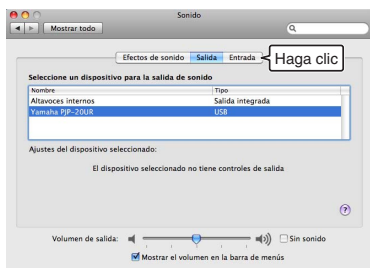 Sonido
Mostrar todo
Efectos de sonido Salida Entrada
Haga clic
Seleccione un dispositivo para la salida de sonido
Nombre Tipo
Altavoces internos Salida integrada
Yamaha PJP-20UR USB
Ajustes del dispositivo seleccionado:
El dispositivo seleccionado no tiene controles de salida
?
Volumen de salida: Sin sonido
Mostrar el volumen en la barra de menús